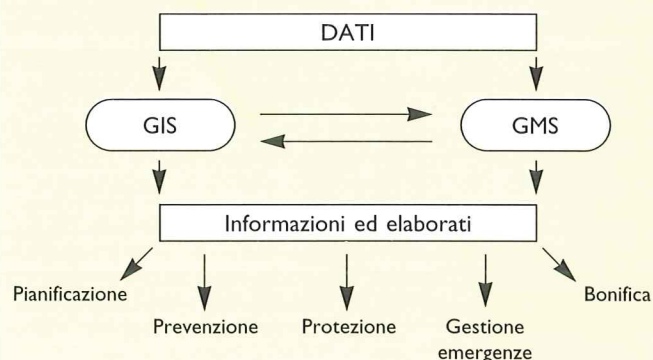 DATI
GIS
GMS
Informazioni ed elaborati
Pianificazione
Bonifica
Prevenzione
Protezione
Gestione
emergenze